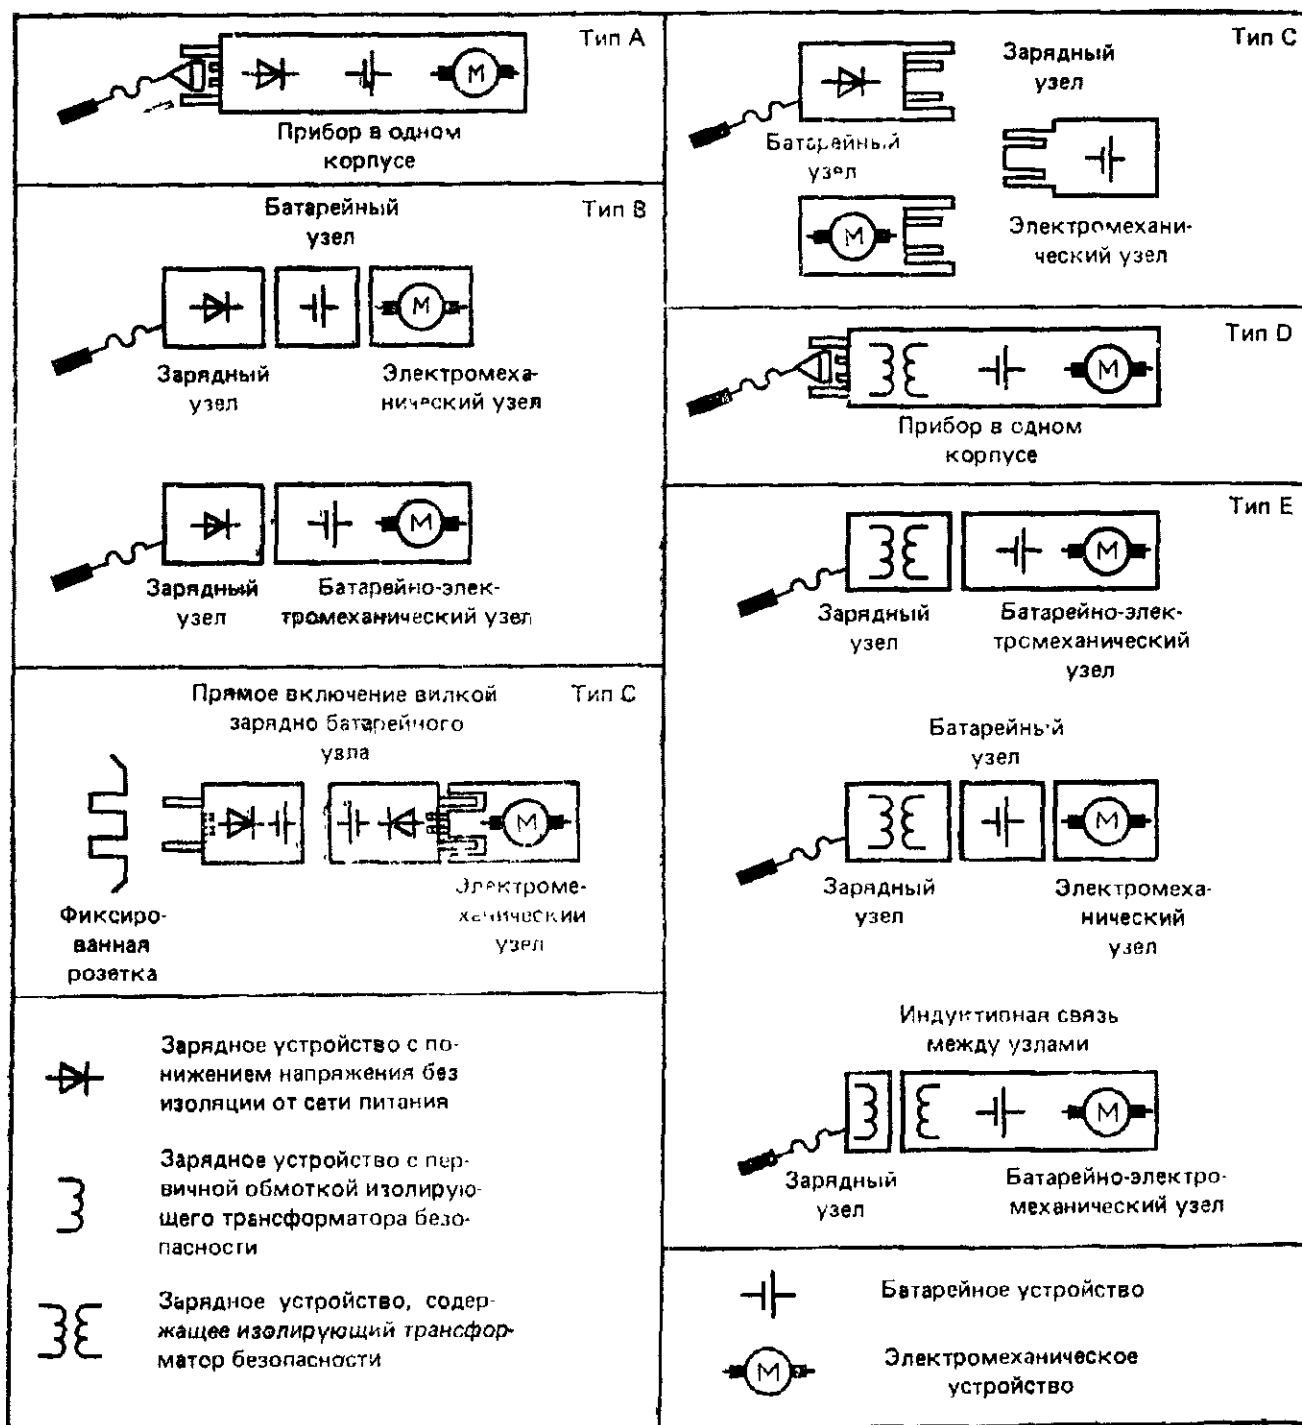 Тип А
М
Прибор в одном
корпусе
Батарейный
узел
Тип В
М
Зарядный
узел
Электромеха-
нический узел
М
Зарядный
узел
Батарейно-элек-
тромеханический узел
Прямое включение вилкой
зарядно батарейного
узла
Тип С
М
Фиксиро-
ванная
розетка
Электроме-
ханический
узел
Зарядное устройство с по-
нижением напряжения без
изоляции от сети питания
Зарядное устройство с пер-
вичной обмоткой изолирую-
щего трансформатора безо-
пасности
Зарядное устройство, содер-
жащее изолирующий трансфор-
матор безопасности
Тип С
Зарядный
узел
Батарейный
узел
М
Электромехани-
ческий узел
Тип D
М
Прибор в одном
корпусе
Тип Е
М
Зарядный
узел
Батарейно-элек-
тромеханический
узел
Батарейный
узел
М
Зарядный
узел
Электромеха-
нический
узел
Индуктивная связь
между узлами
М
Зарядный
узел
Батарейно-электро-
механический узел
Батарейное устройство
М
Электромеханическое
устройство